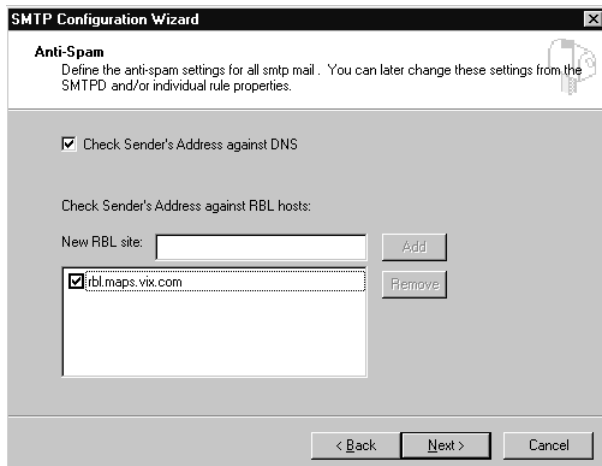 SMTP Configuration Wizard
Anti-Spam
Define the anti-spam settings for all smtp mail . You can later change these settings from the
SMTPD and/or individual rule properties.
Check Sender's Address against DNS
Check Sender's Address against RBL hosts:
New RBL site:
Add
rbl.maps.vix.com
Remove
< Back
Next >
Cancel